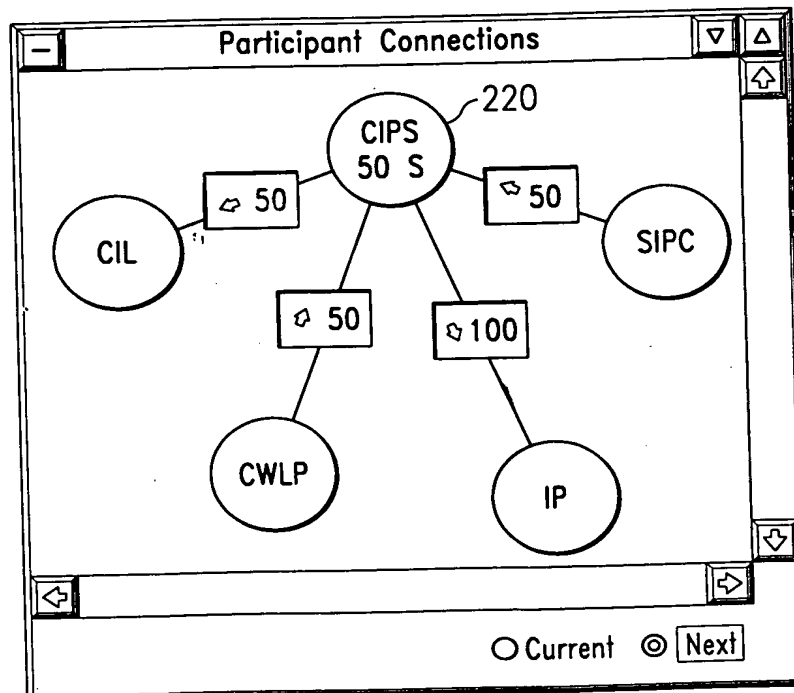 Participant Connections
220
CIPS
50 S
50
50
CIL
SIPC
50
100
CWLP
IP
Current
Next